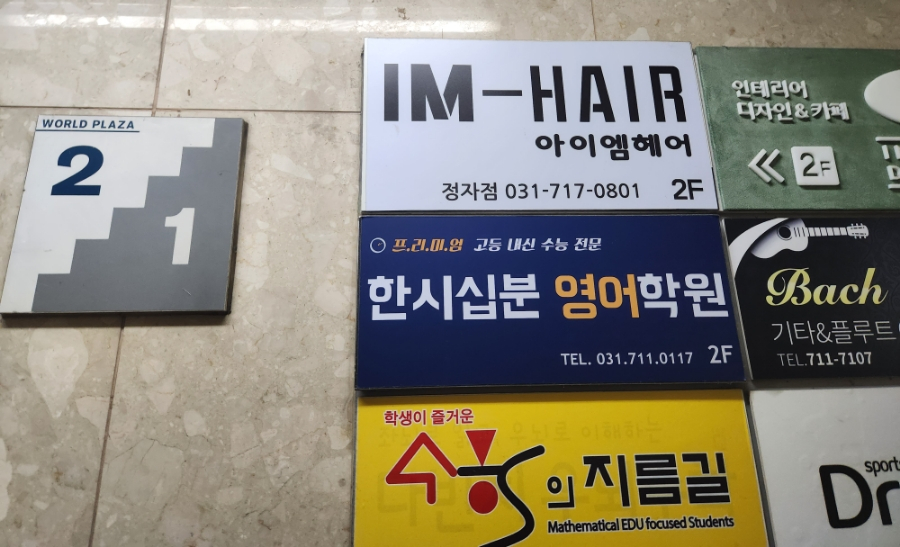 WORLD PLAZA
2
1
IM-HAIR
아이엠헤어
정자점 031-717-0801 2F
프.리.미.엄 고등 내신 수능 전문
한시십분 영어학원
TEL. 031.711.0117 2F
학생이 즐거운
수학의 지름길
Mathematical EDU focused Students
인테리어
디자인&카페
2F
Bach
기타&플루트
TEL.711-7107
sports
Dr